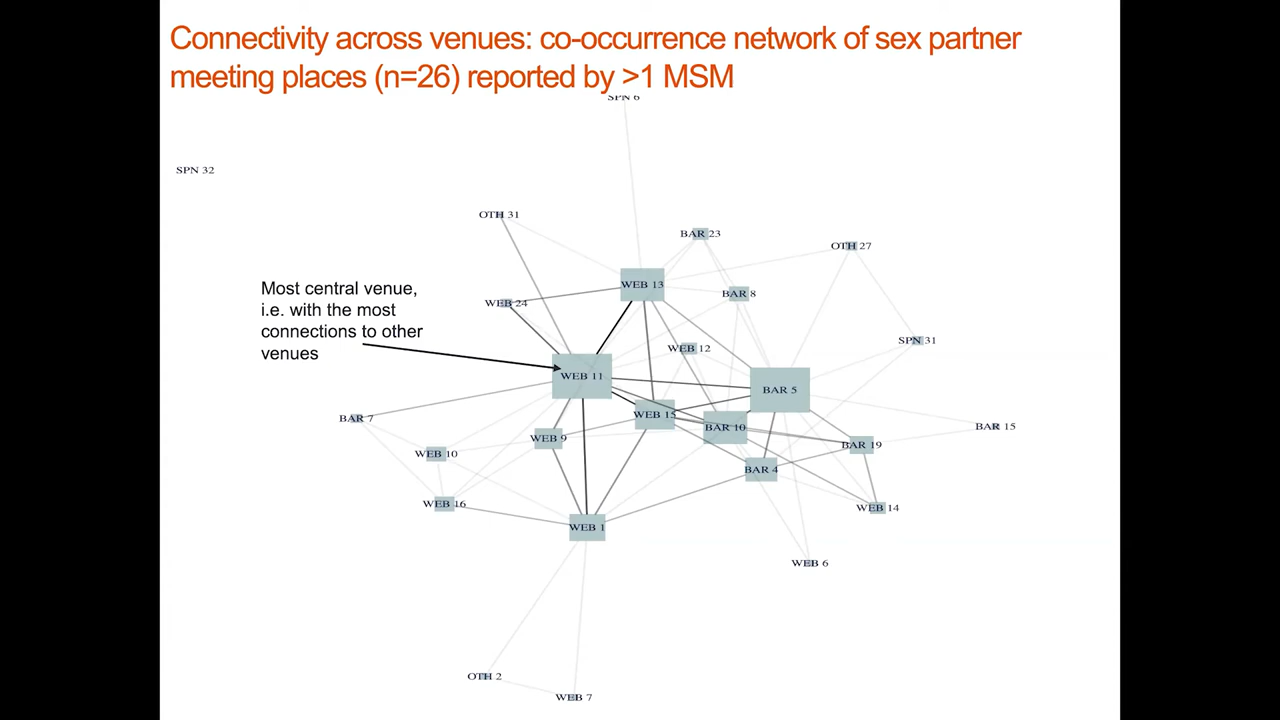 Connectivity across venues: co-occurrence network of sex partner
meeting places (n=26) reported by >1 MSM
SPN 6
SPN 32
OTH 31
BAR 23
OTH 27
Most central venue,
i.e. with the most
connections to other
venues
WEB 13
BAR 8
WEB 24
SPN 31
WEB 12
WEB 11
BAR 5
WEB 15
BAR 7
BAR 10
BAR 15
WEB 9
BAR 19
WEB 10
BAR 4
WEB 16
WEB 14
WEB 1
WEB 6
OTH 2
WEB 7